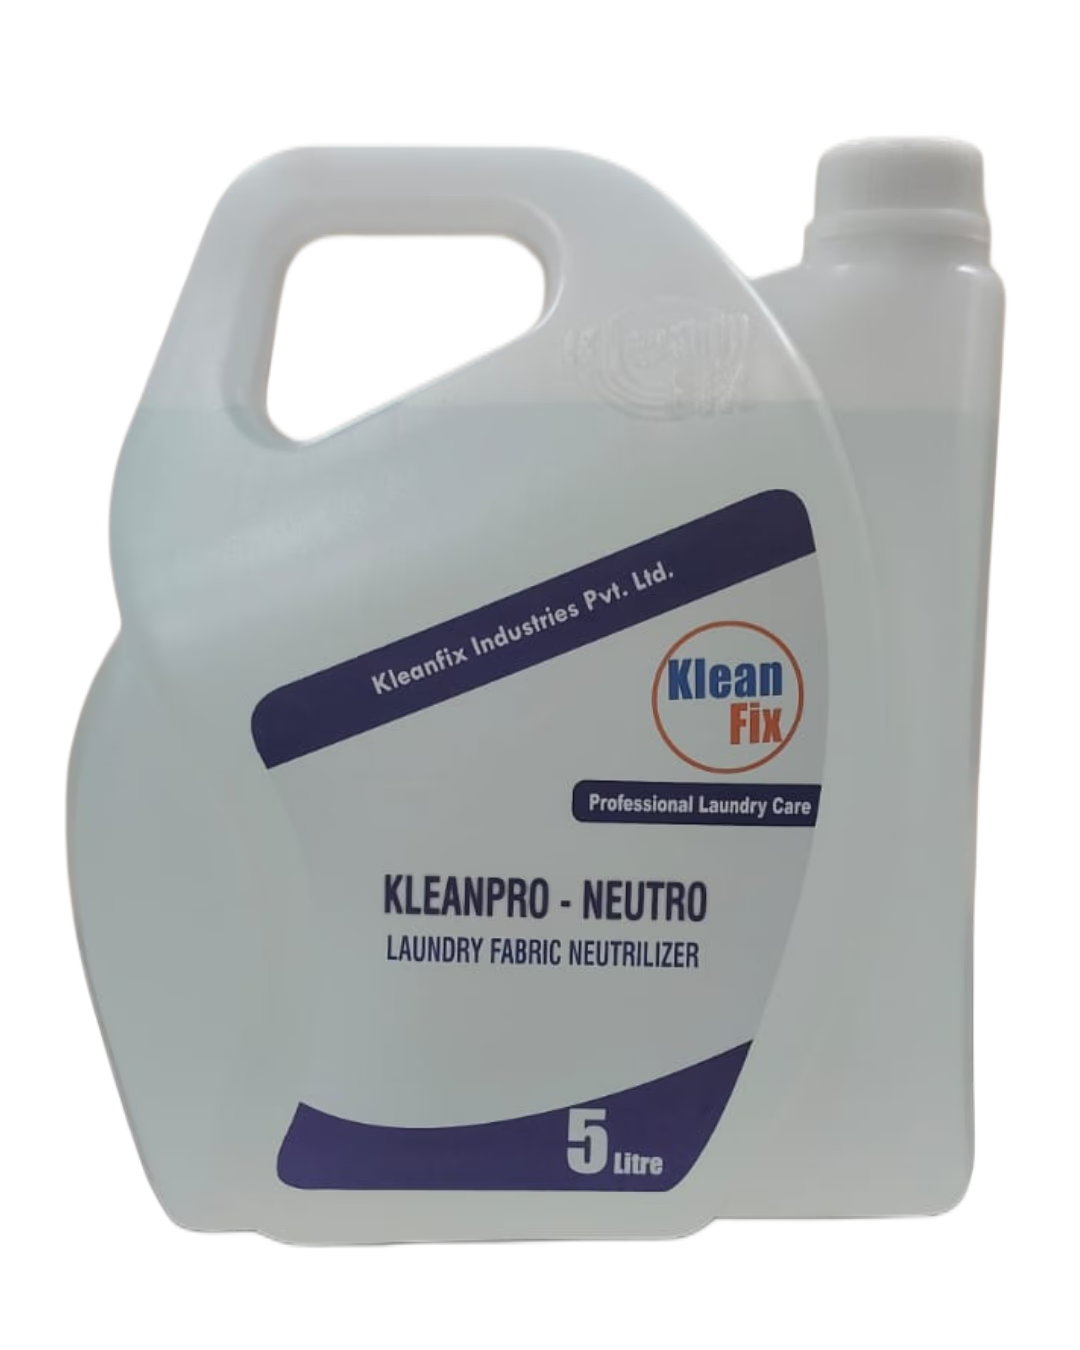 Kleanfix Industries Pvt. Ltd.
Klean
Fix
Professional Laundry Care
KLEANPRO - NEUTRO
LAUNDRY FABRIC NEUTRILIZER
5 Litre